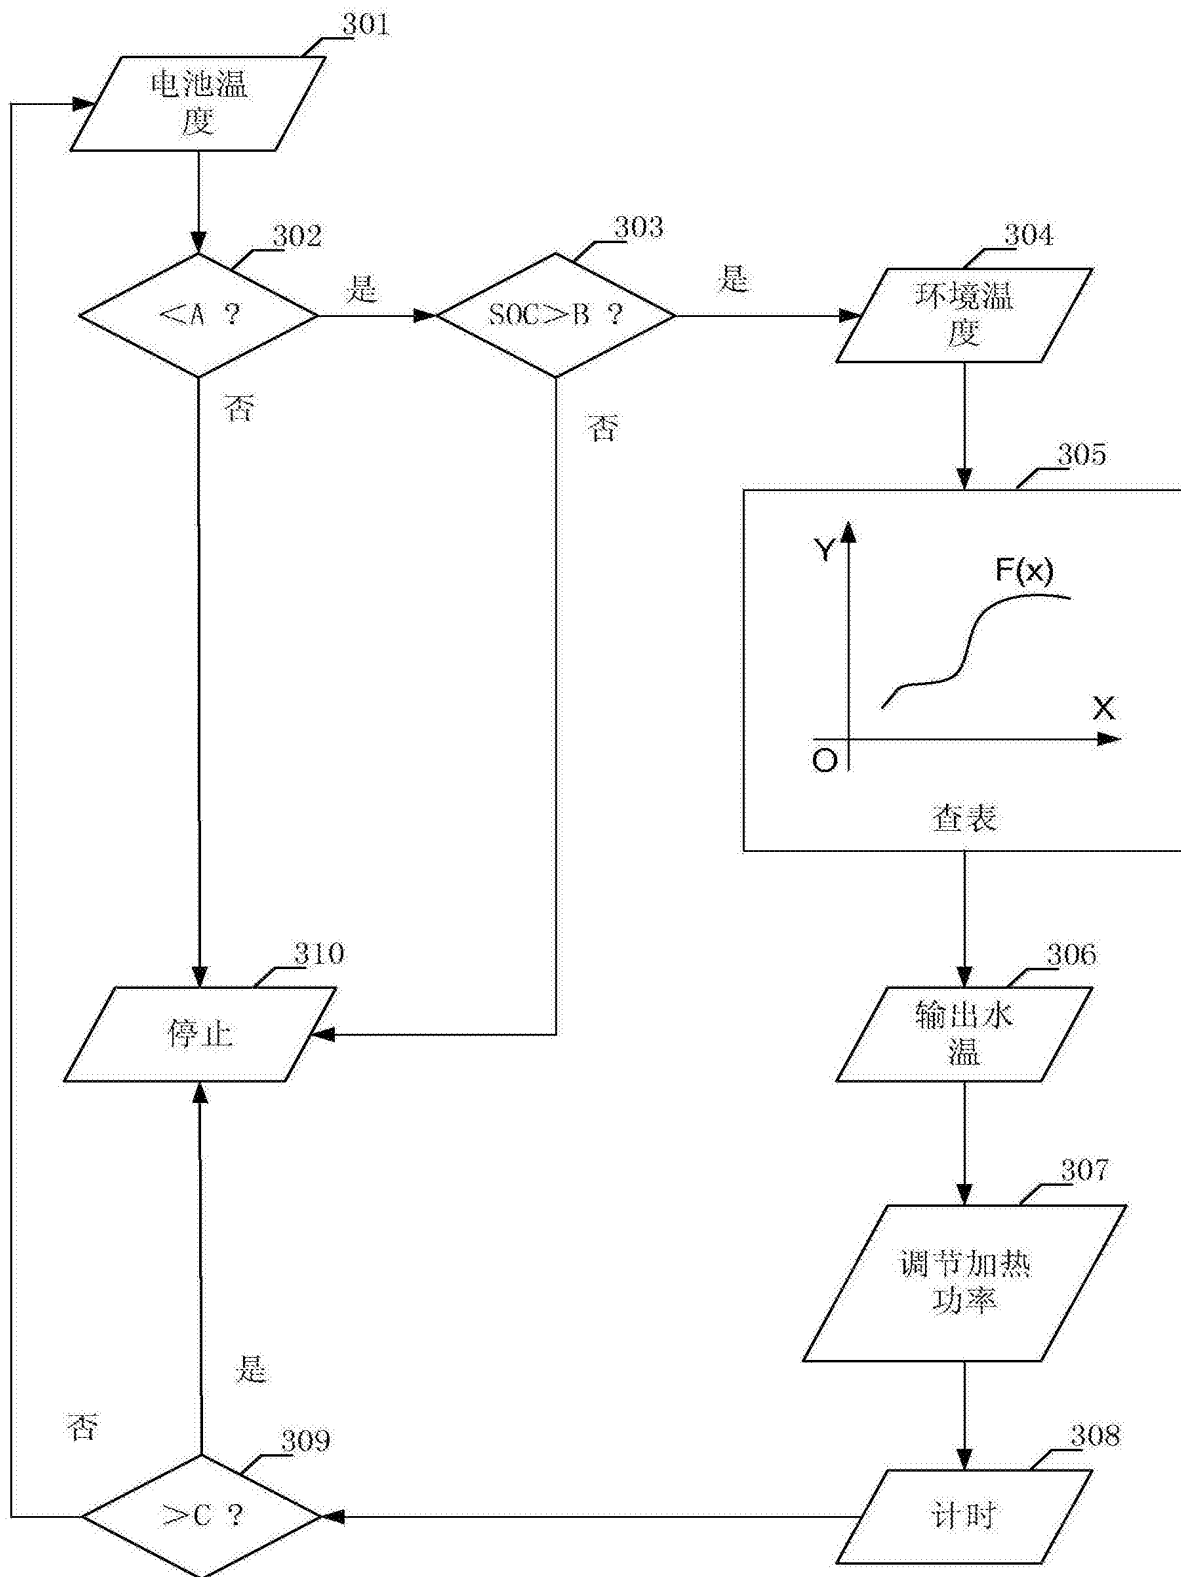 301
电池温
度
302
<A ?
是
303
SOC>B ?
是
304
环境温
度
否
否
305
Y
F(x)
X
O
查表
310
停止
306
输出水
温
307
调节加热
功率
是
否
309
>C ?
308
计时